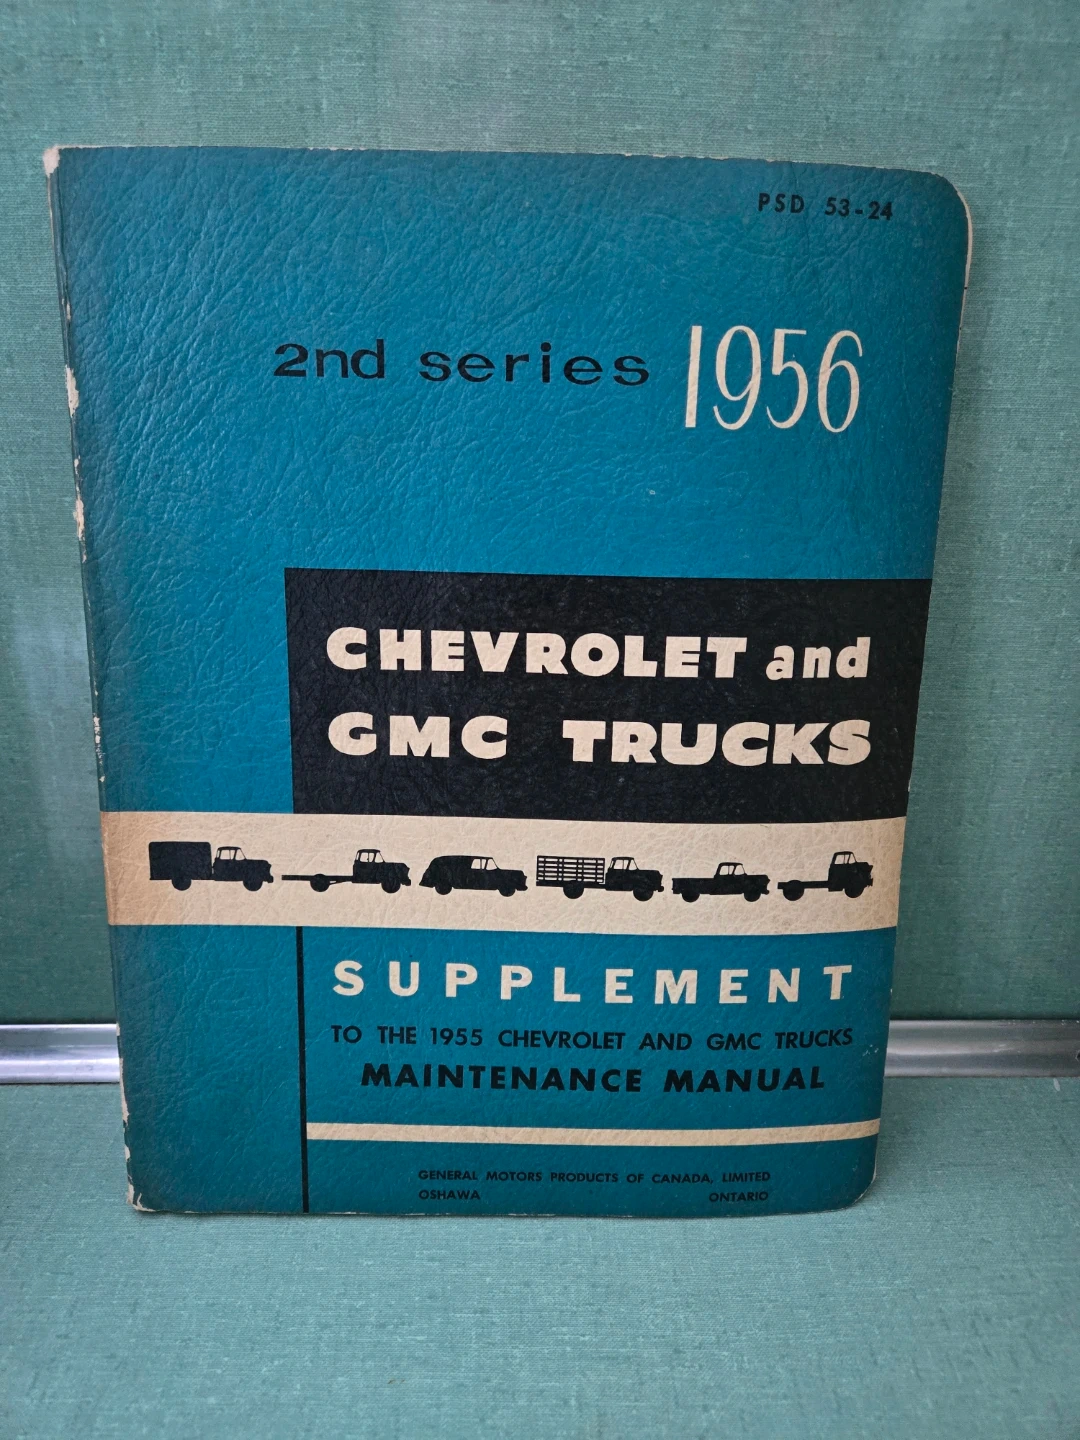 PSD 53-24
2nd series 1956
CHEVROLET and
GMC TRUCKS
SUPPLEMENT
TO THE 1955 CHEVROLET AND GMC TRUCKS
MAINTENANCE MANUAL
GENERAL MOTORS PRODUCTS OF CANADA, LIMITED
OSHAWA ONTARIO